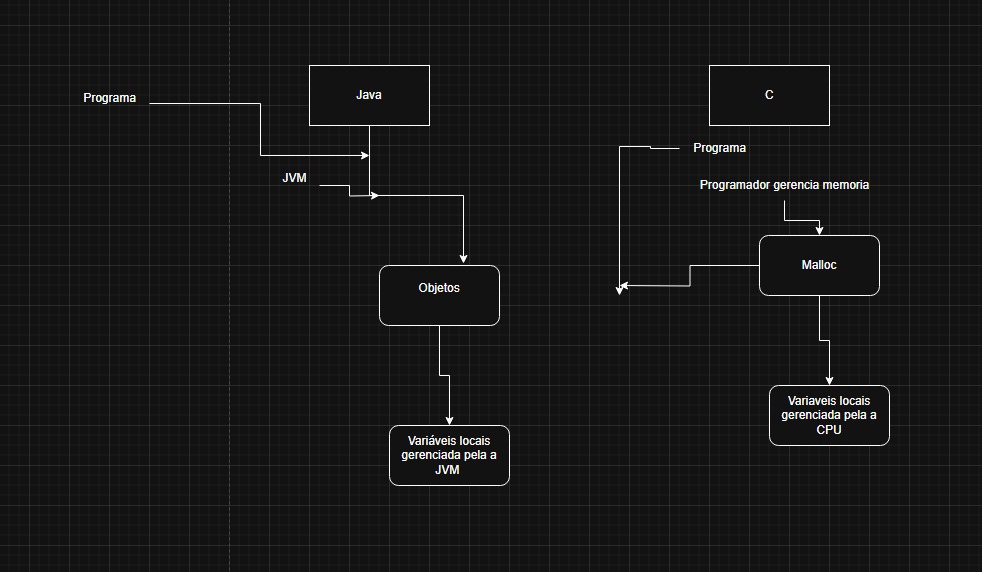 Java
C
Programa
Programa
JVM
Programador gerencia memoria
Malloc
Objetos
Variaveis locais
gerenciada pela a
CPU
Variáveis locais
gerenciada pela a
JVM